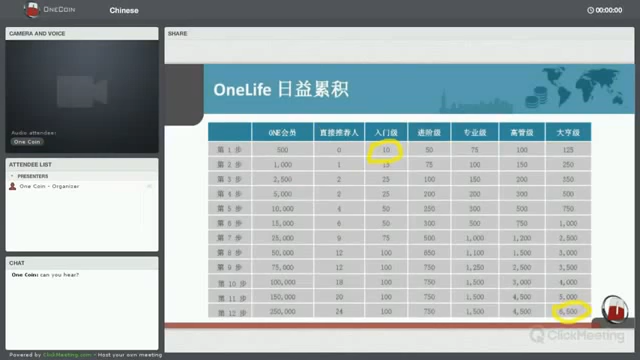 ONECOIN
Chinese
00:00:00
CAMERA AND VOICE
SHARE
Audio attendee:
One Coin
ATTENDEE LIST
PRESENTERS
One Coin - Organiser
CHAT
One Coin: can you hear?
Powered by ClickMeeting.com - Host your own meeting
OneLife 日益累积
ONE会员 直接推荐人 入门级 进阶级 专业级 高管级 大亨级
第 1 步 500 0 10 50 75 100 125
第 2 步 1,000 1 15 75 100 150 250
第 3 步 2,500 2 25 100 150 200 350
第 4 步 5,000 2 25 200 200 300 500
第 5 步 10,000 4 50 250 300 500 750
第 6 步 15,000 6 50 300 500 750 1,000
第 7 步 25,000 9 75 500 1,000 1,200 2,500
第 8 步 50,000 12 100 650 1,100 1,500 3,000
第 9 步 75,000 12 100 750 1,250 2,500 3,500
第 10 步 100,000 18 100 750 1,500 3,000 4,000
第 11 步 150,000 20 100 750 1,500 4,500 5,000
第 12 步 250,000 24 100 750 1,500 4,500 6,500
ClickMeeting